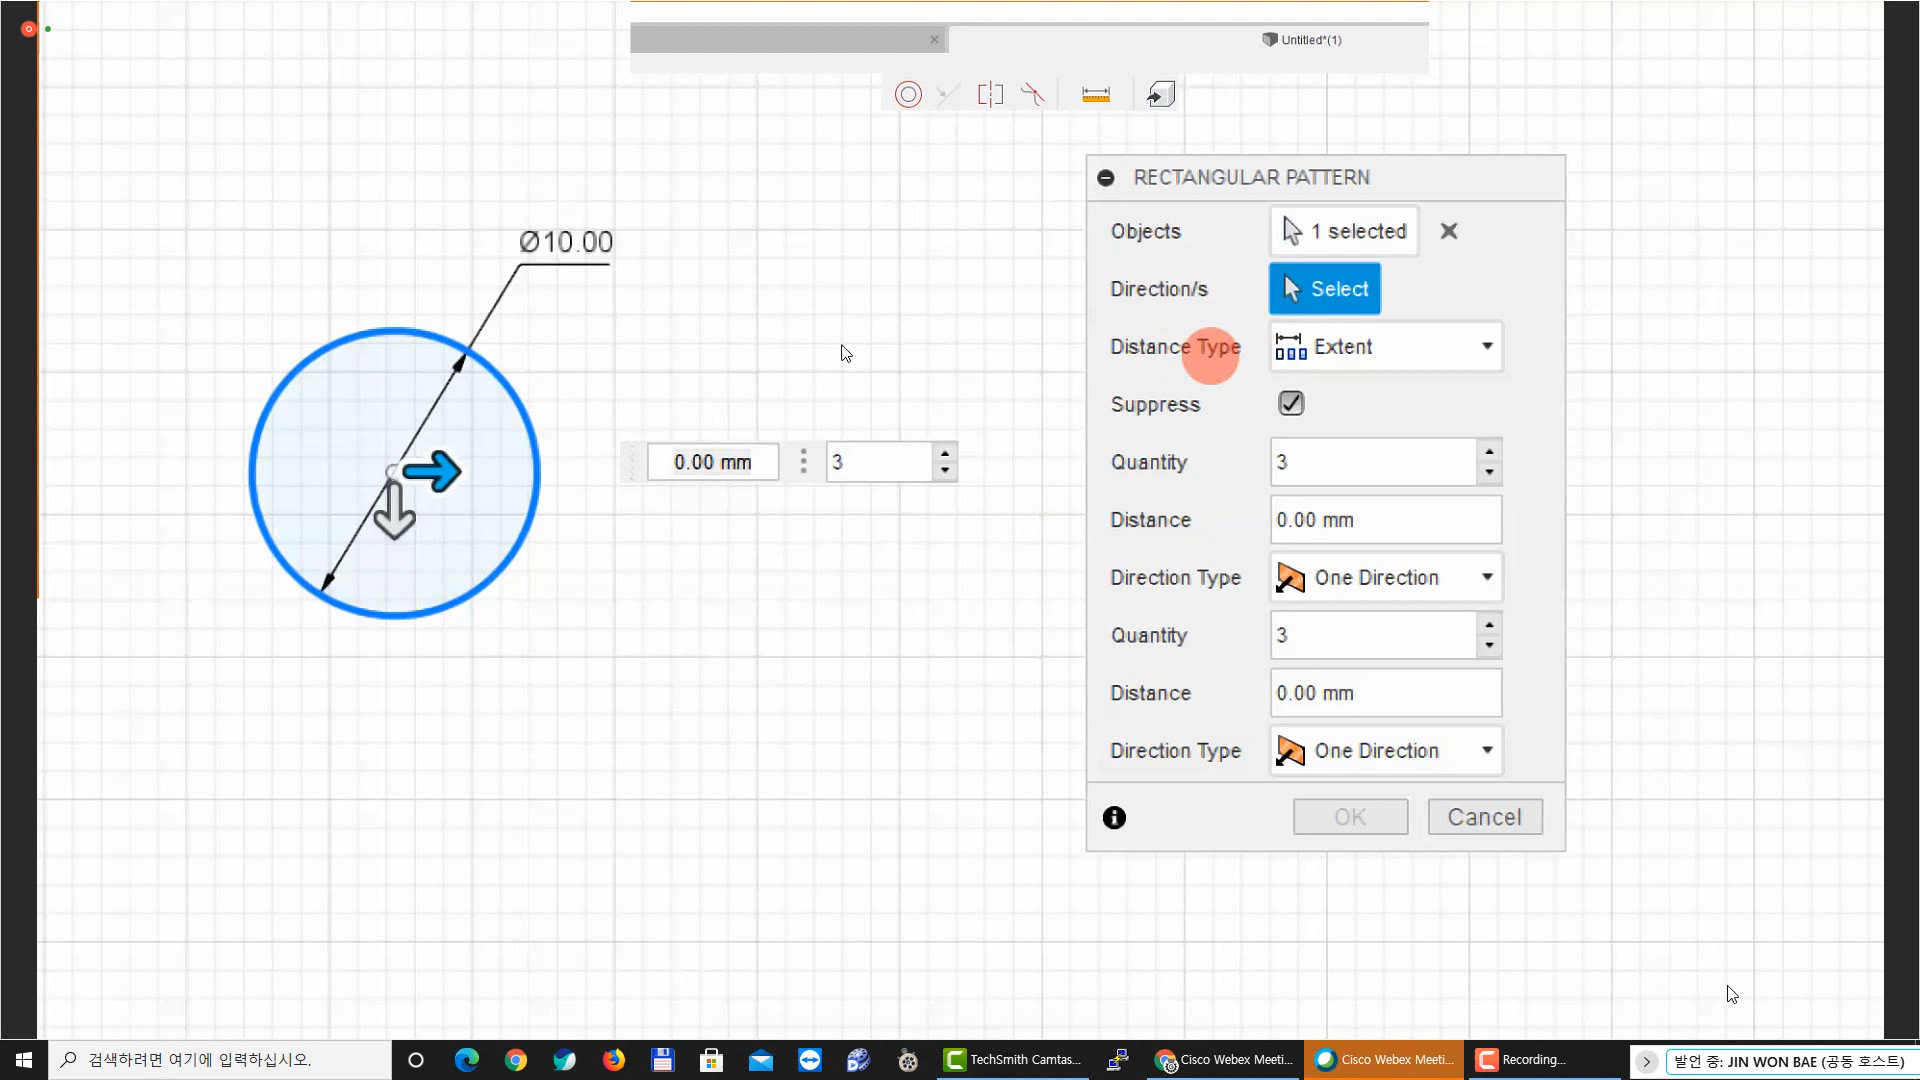 Untitled*(1)
RECTANGULAR PATTERN
Objects
1 selected
Direction/s
Select
Distance Type
Extent
Suppress
Quantity
3
Distance
0.00 mm
Direction Type
One Direction
Quantity
3
Distance
0.00 mm
Direction Type
One Direction
OK
Cancel
Ø10.00
0.00 mm
3
검색하려면 여기에 입력하십시오.
TechSmith Camtas...
Cisco Webex Meeti...
Cisco Webex Meeti...
Recording...
발언 중: JIN WON BAE (공동 호스트)